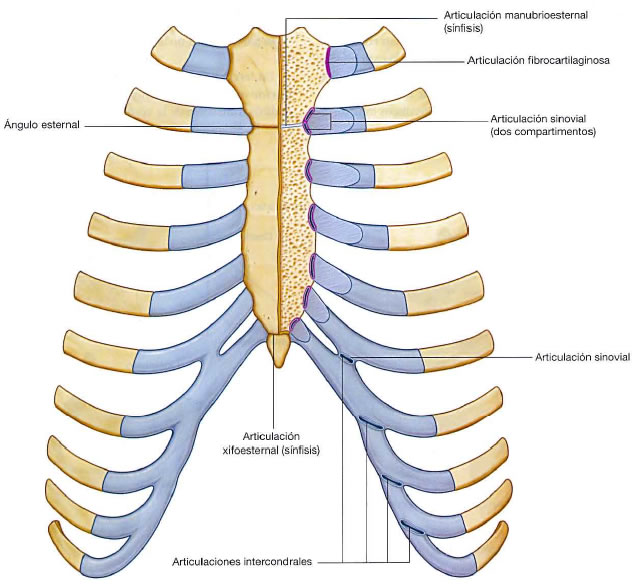 Articulación manubrioesternal
(sínfisis)
Articulación fibrocartilaginosa
Ángulo esternal
Articulación sinovial
(dos compartimentos)
Articulación sinovial
Articulación
xifoesternal (sínfisis)
Articulaciones intercondrales